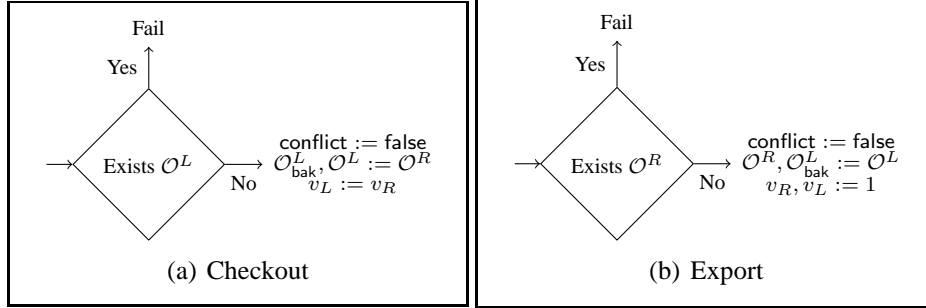 Fail
Yes
Exists 𝒪^L
No
conflict := false
𝒪^L_bak, 𝒪^L := 𝒪^R
v_L := v_R
(a) Checkout
Fail
Yes
Exists 𝒪^R
No
conflict := false
𝒪^R, 𝒪^L_bak := 𝒪^L
v_R, v_L := 1
(b) Export